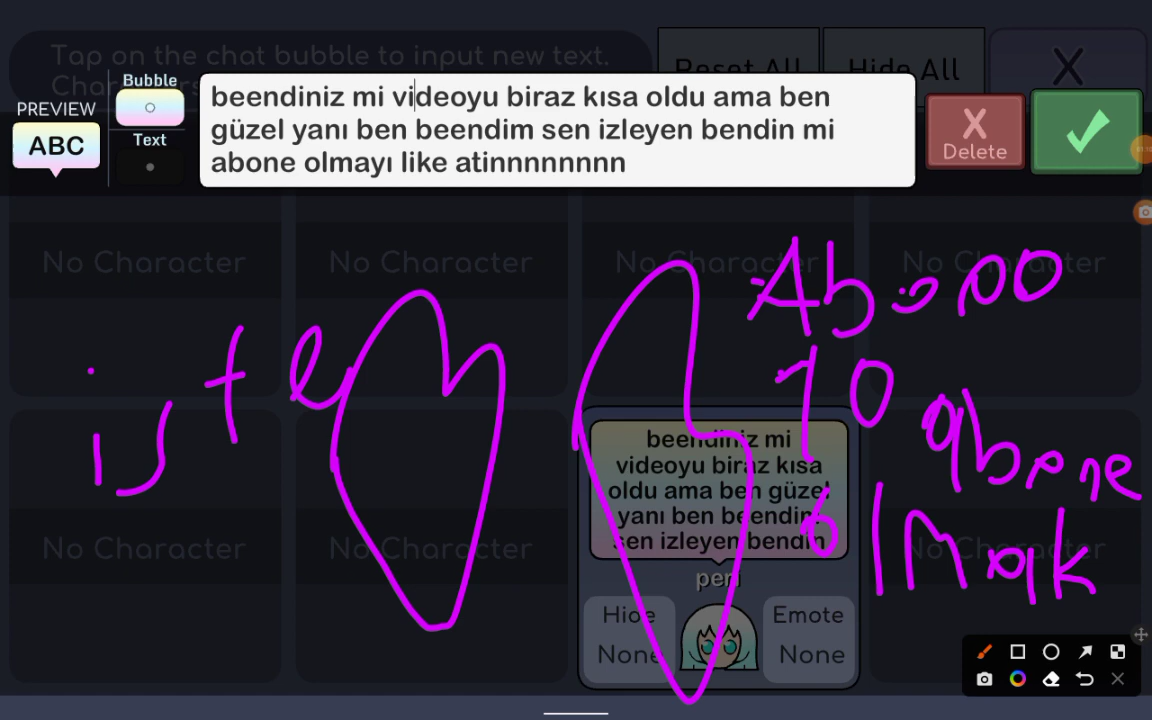 Tap on the chat bubble to input new text.
Reset All
Hide All
X
Bubble
PREVIEW
ABC
Text
beendiniz mi videoyu biraz kısa oldu ama ben
güzel yanı ben beendim sen izleyen bendin mi
abone olmayı like atinnnnnnnn
X
Delete
No Character
No Character
No Character
No Character
iste
10
abone
olmak
No Character
No Character
beendiniz mi
videoyu biraz kısa
oldu ama ben güzel
yanı ben beendim
sen izleyen bendin
No Character
peri
Hide
None
Emote
None